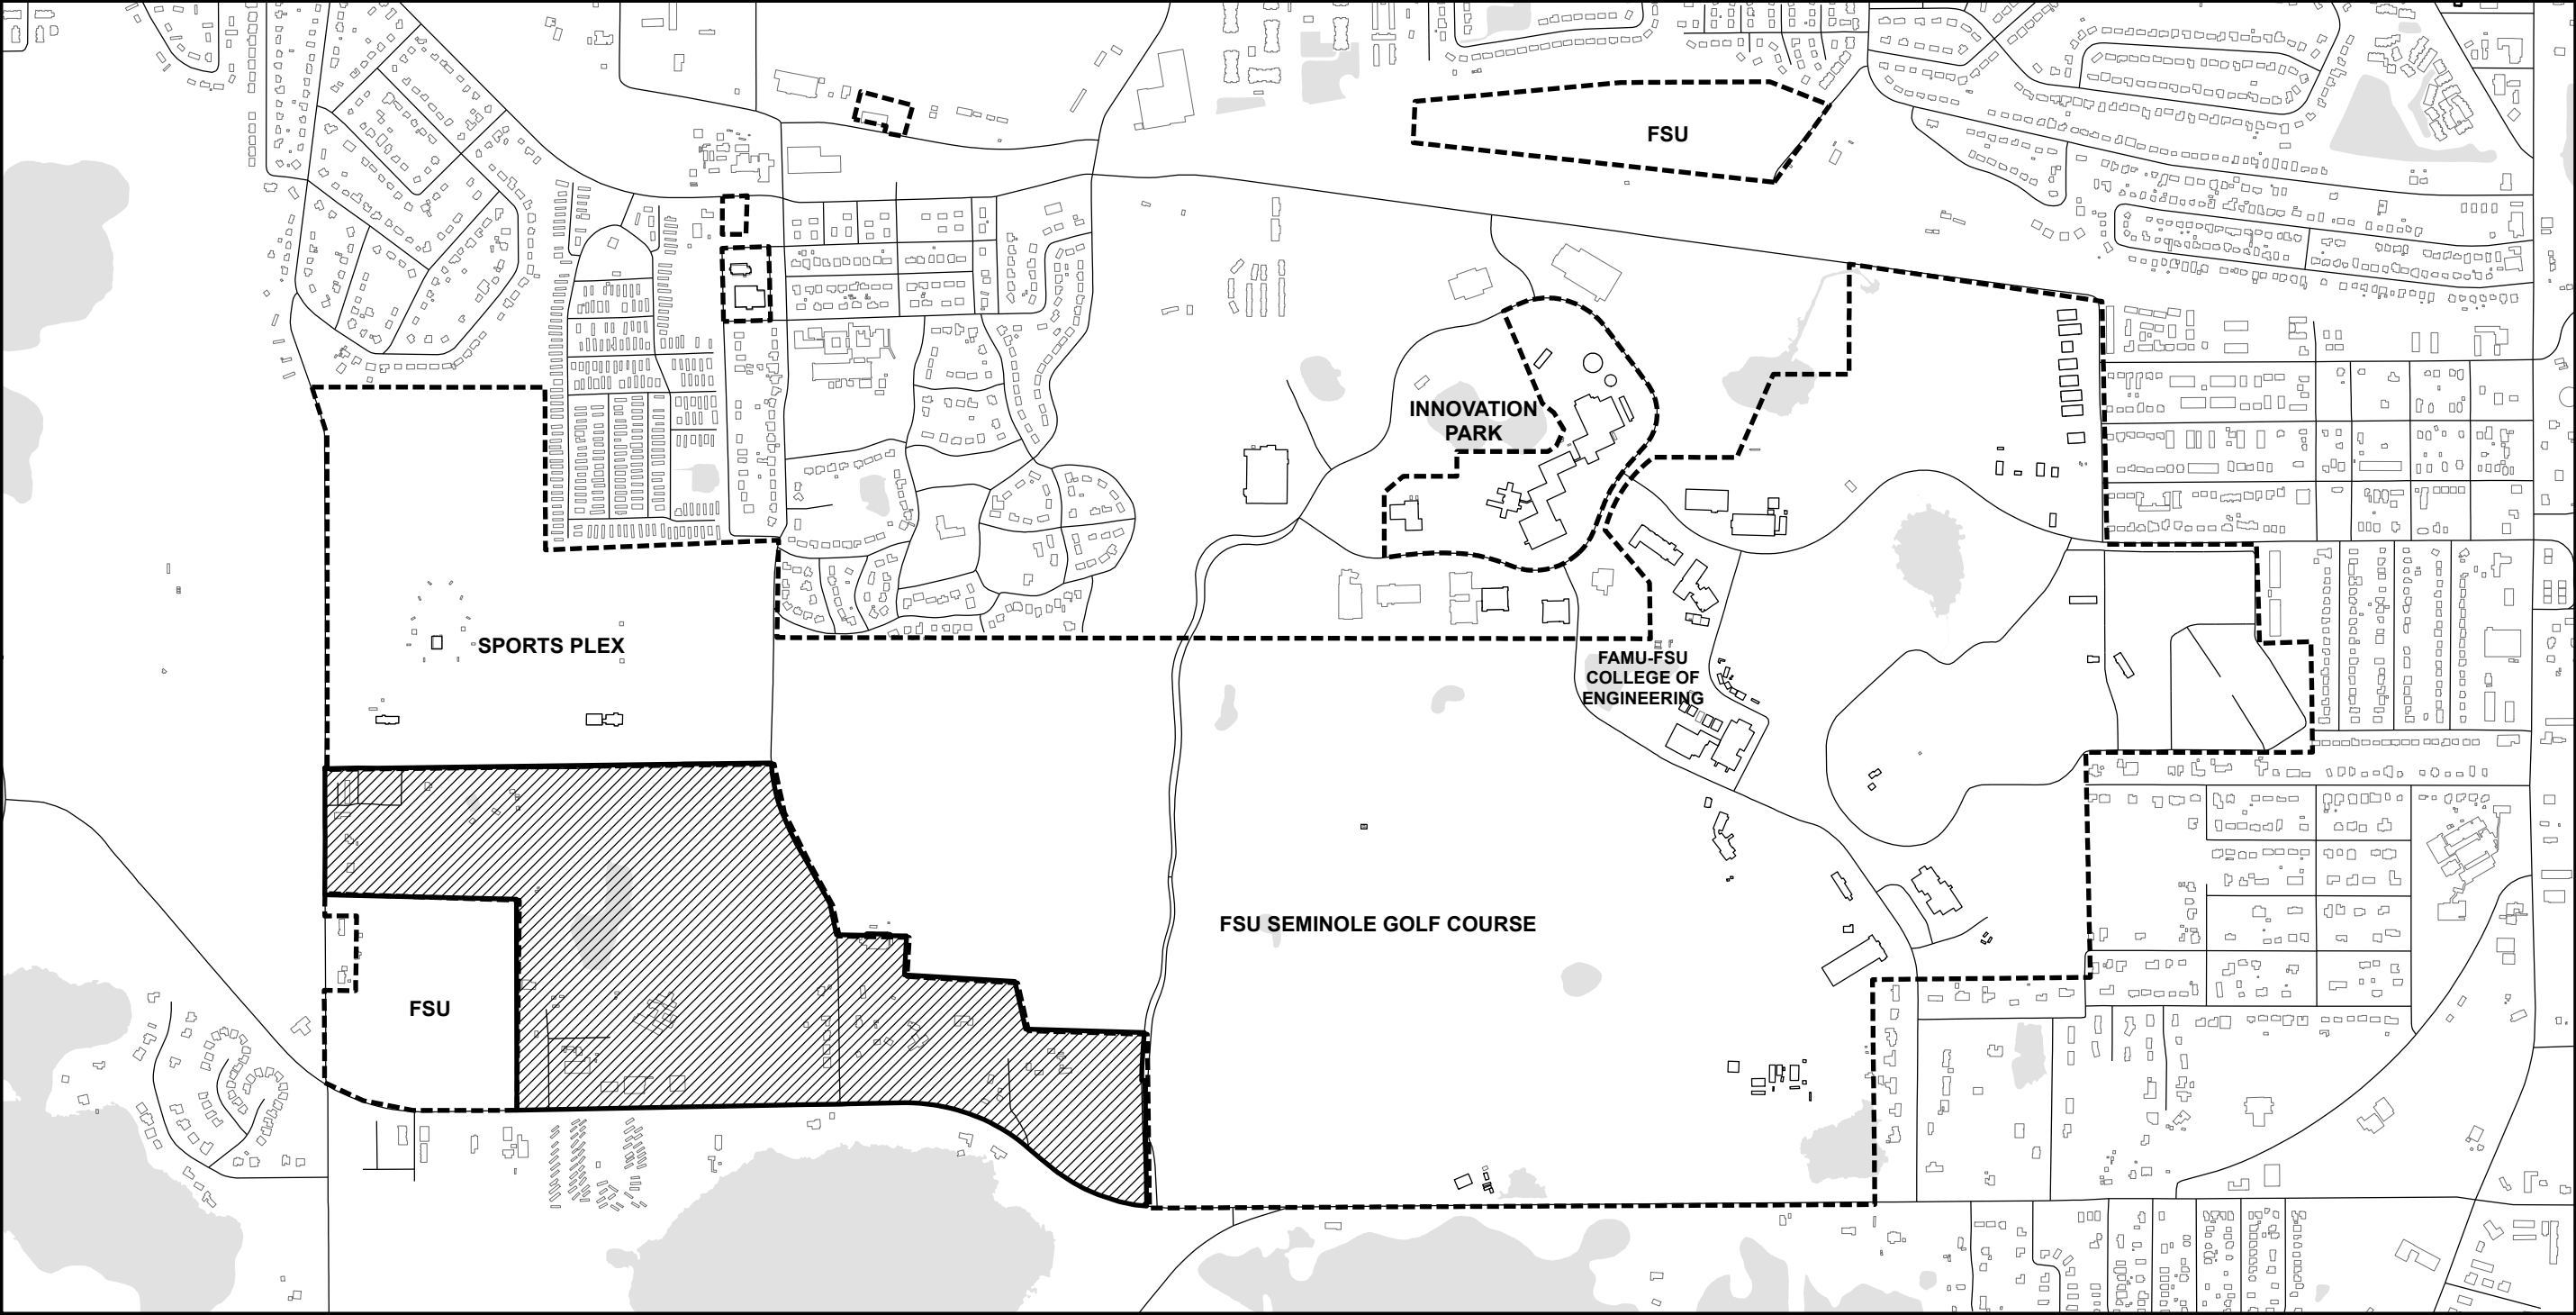 FSU
INNOVATION
PARK
SPORTS PLEX
FAMU-FSU
COLLEGE OF
ENGINEERING
FSU SEMINOLE GOLF COURSE
FSU